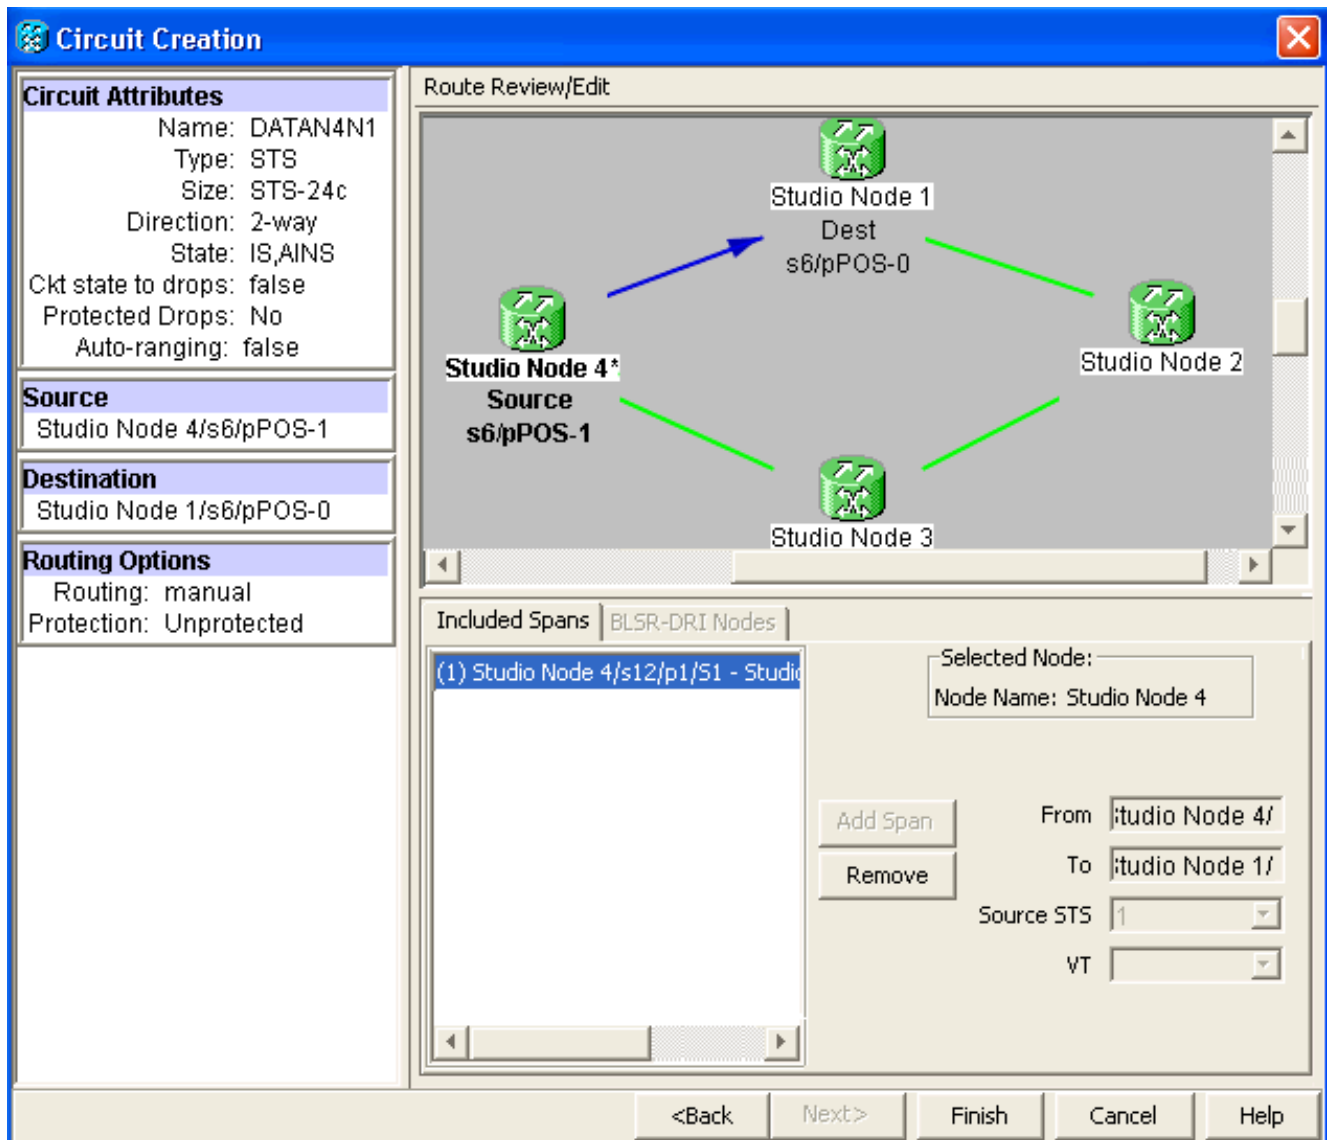 Circuit Creation
Circuit Attributes
Name: DATAN4N1
Type: STS
Size: STS-24c
Direction: 2-way
State: IS,AINS
Ckt state to drops: false
Protected Drops: No
Auto-ranging: false
Source
Studio Node 4/s6/pPOS-1
Destination
Studio Node 1/s6/pPOS-0
Routing Options
Routing: manual
Protection: Unprotected
Route Review/Edit
Studio Node 1
Dest
s6/pPOS-0
Studio Node 2
Studio Node 4*
Source
s6/pPOS-1
Studio Node 3
Included Spans
BLSR-DRI Nodes
(1) Studio Node 4/s12/p1/S1 - Studio
Selected Node:
Node Name: Studio Node 4
Add Span
Remove
From
tudio Node 4/
To
tudio Node 1/
Source STS
1
VT
<Back
Next>
Finish
Cancel
Help